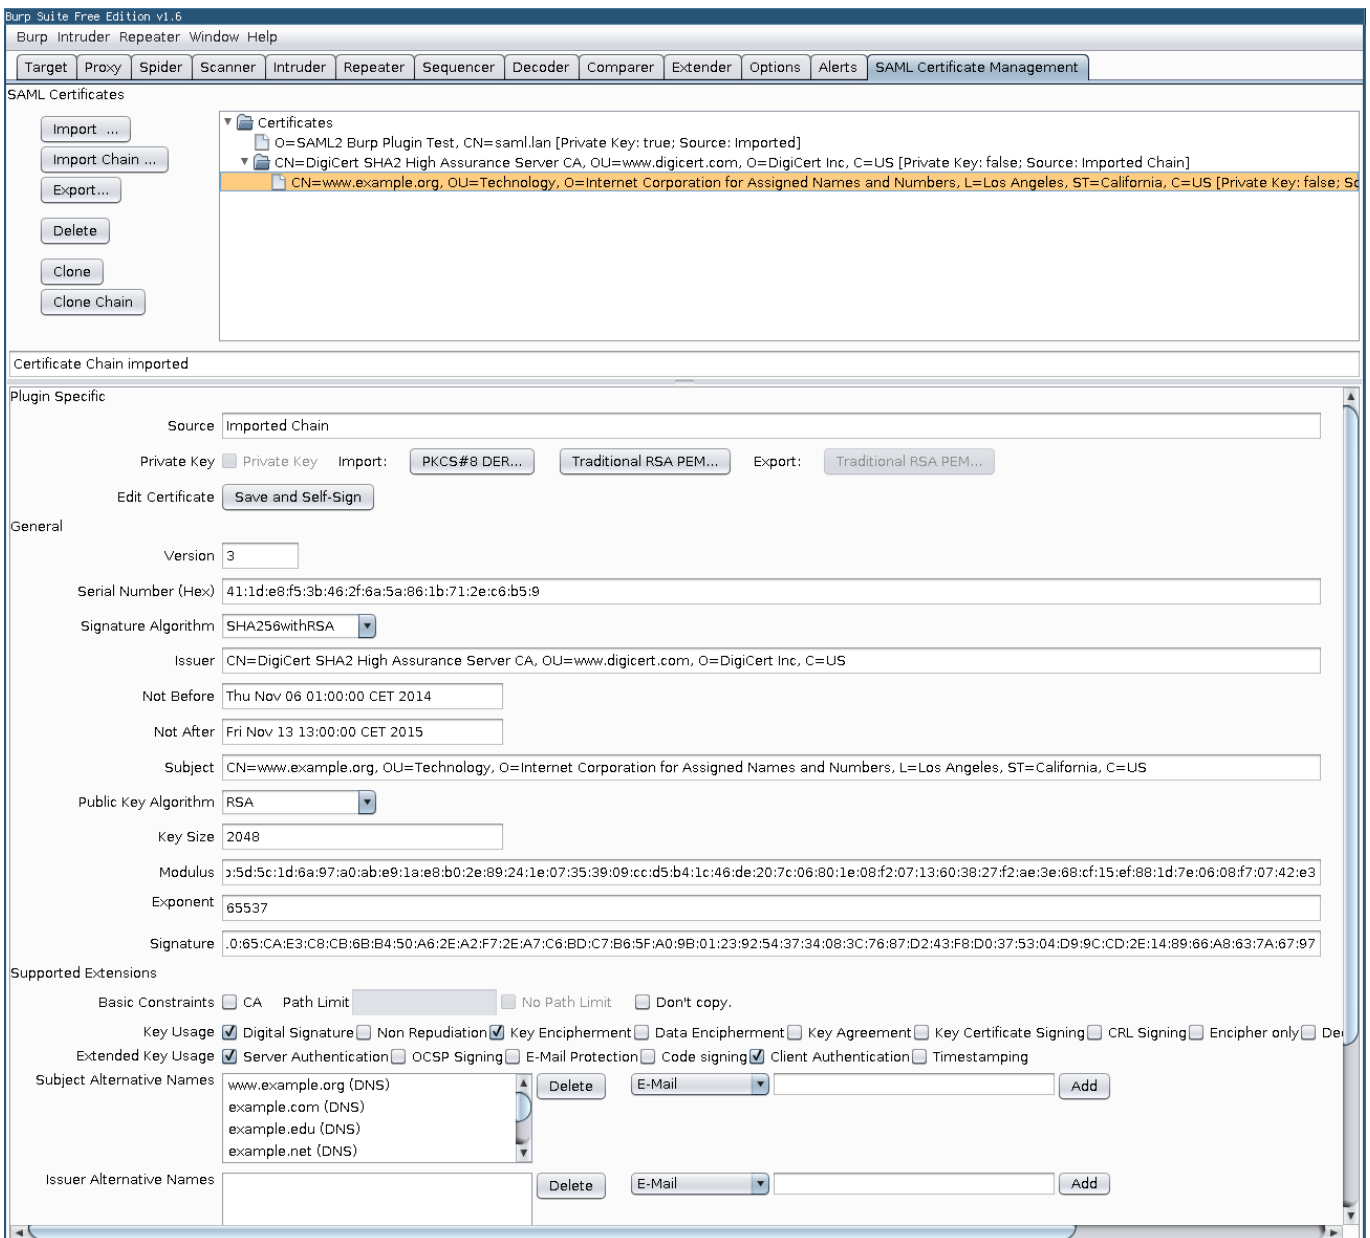 Burp Suite Free Edition v1.6
Burp Intruder Repeater Window Help
Target Proxy Spider Scanner Intruder Repeater Sequencer Decoder Comparer Extender Options Alerts SAML Certificate Management
SAML Certificates
Import ...
Import Chain ...
Export...
Delete
Clone
Clone Chain
Certificates
O=SAML2 Burp Plugin Test, CN=saml.lan [Private Key: true; Source: Imported]
CN=DigiCert SHA2 High Assurance Server CA, OU=www.digicert.com, O=DigiCert Inc, C=US [Private Key: false; Source: Imported Chain]
CN=www.example.org, OU=Technology, O=Internet Corporation for Assigned Names and Numbers, L=Los Angeles, ST=California, C=US [Private Key: false;
Certificate Chain imported
Plugin Specific
Source Imported Chain
Private Key Private Key Import: PKCS#8 DER... Traditional RSA PEM... Export: Traditional RSA PEM...
Edit Certificate Save and Self-Sign
General
Version 3
Serial Number (Hex) 41:1d:e8:f5:3b:46:2f:6a:5a:86:1b:71:2e:c6:b5:9
Signature Algorithm SHA256withRSA
Issuer CN=DigiCert SHA2 High Assurance Server CA, OU=www.digicert.com, O=DigiCert Inc, C=US
Not Before Thu Nov 06 01:00:00 CET 2014
Not After Fri Nov 13 13:00:00 CET 2015
Subject CN=www.example.org, OU=Technology, O=Internet Corporation for Assigned Names and Numbers, L=Los Angeles, ST=California, C=US
Public Key Algorithm RSA
Key Size 2048
Modulus :5d:5c:1d:6a:97:a0:ab:e9:1a:e8:b0:2e:89:24:1e:07:35:39:09:cc:d5:b4:1c:46:de:20:7c:06:80:1e:08:f2:07:13:60:38:27:f2:ae:3e:68:cf:15:ef:88:1d:7e:06:08:f7:07:42:e3
Exponent 65537
Signature 0:65:CA:E3:C8:CB:6B:B4:50:A6:2E:A2:F7:2E:A7:C6:BD:C7:B6:5F:A0:9B:01:23:92:54:37:34:08:3C:76:87:D2:43:F8:D0:37:53:04:D9:9C:CD:2E:14:89:66:A8:63:7A:67:97
Supported Extensions
Basic Constraints CA Path Limit No Path Limit Don't copy.
Key Usage Digital Signature Non Repudiation Key Encipherment Data Encipherment Key Agreement Key Certificate Signing CRL Signing Encipher only
Extended Key Usage Server Authentication OCSP Signing E-Mail Protection Code signing Client Authentication Timestamping
Subject Alternative Names www.example.org (DNS) Delete E-Mail Add
example.com (DNS)
example.edu (DNS)
example.net (DNS)
Issuer Alternative Names Delete E-Mail Add